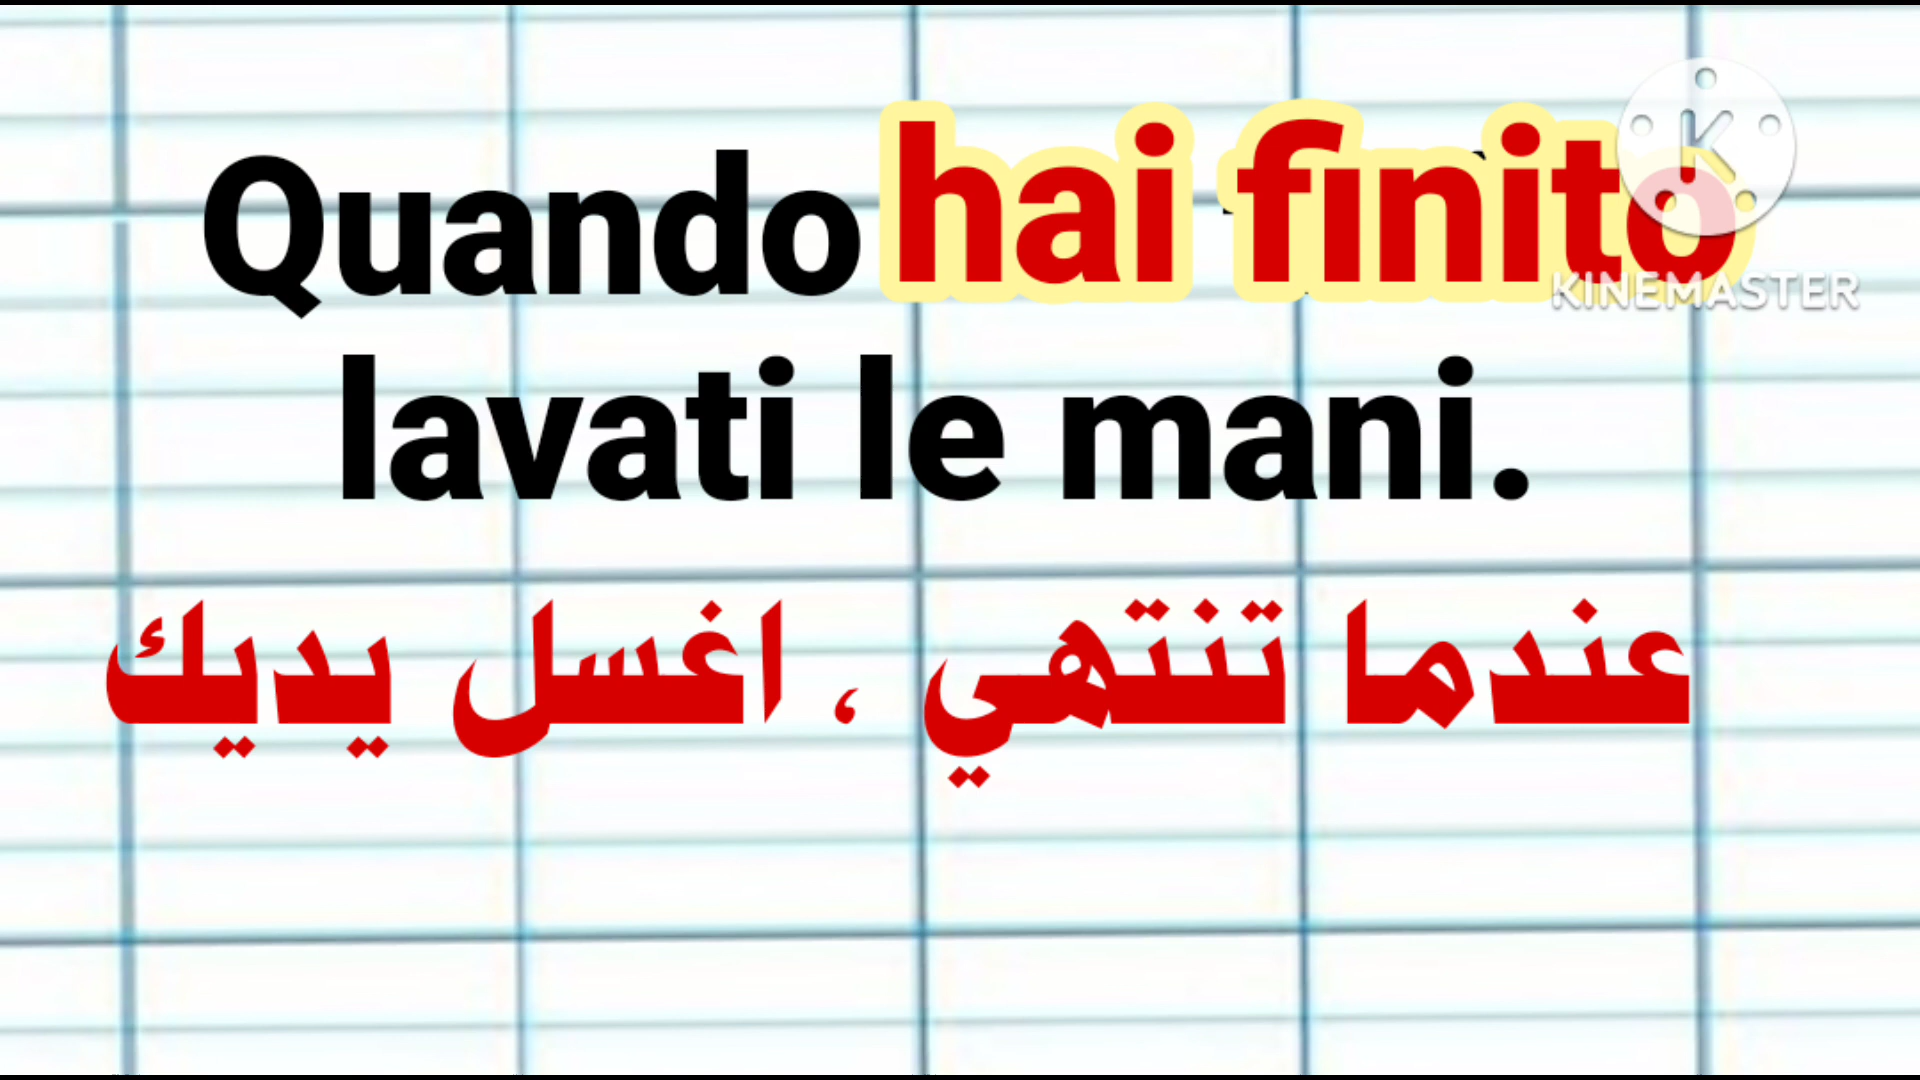 Quando hai finito
KINEMASTER
lavati le mani.
عندما تنتهي ، اغسل يديك